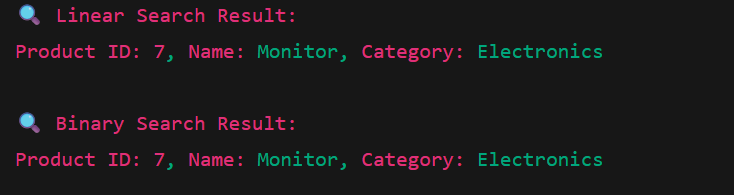 🔍 Linear Search Result:
Product ID: 7, Name: Monitor, Category: Electronics
🔍 Binary Search Result:
Product ID: 7, Name: Monitor, Category: Electronics